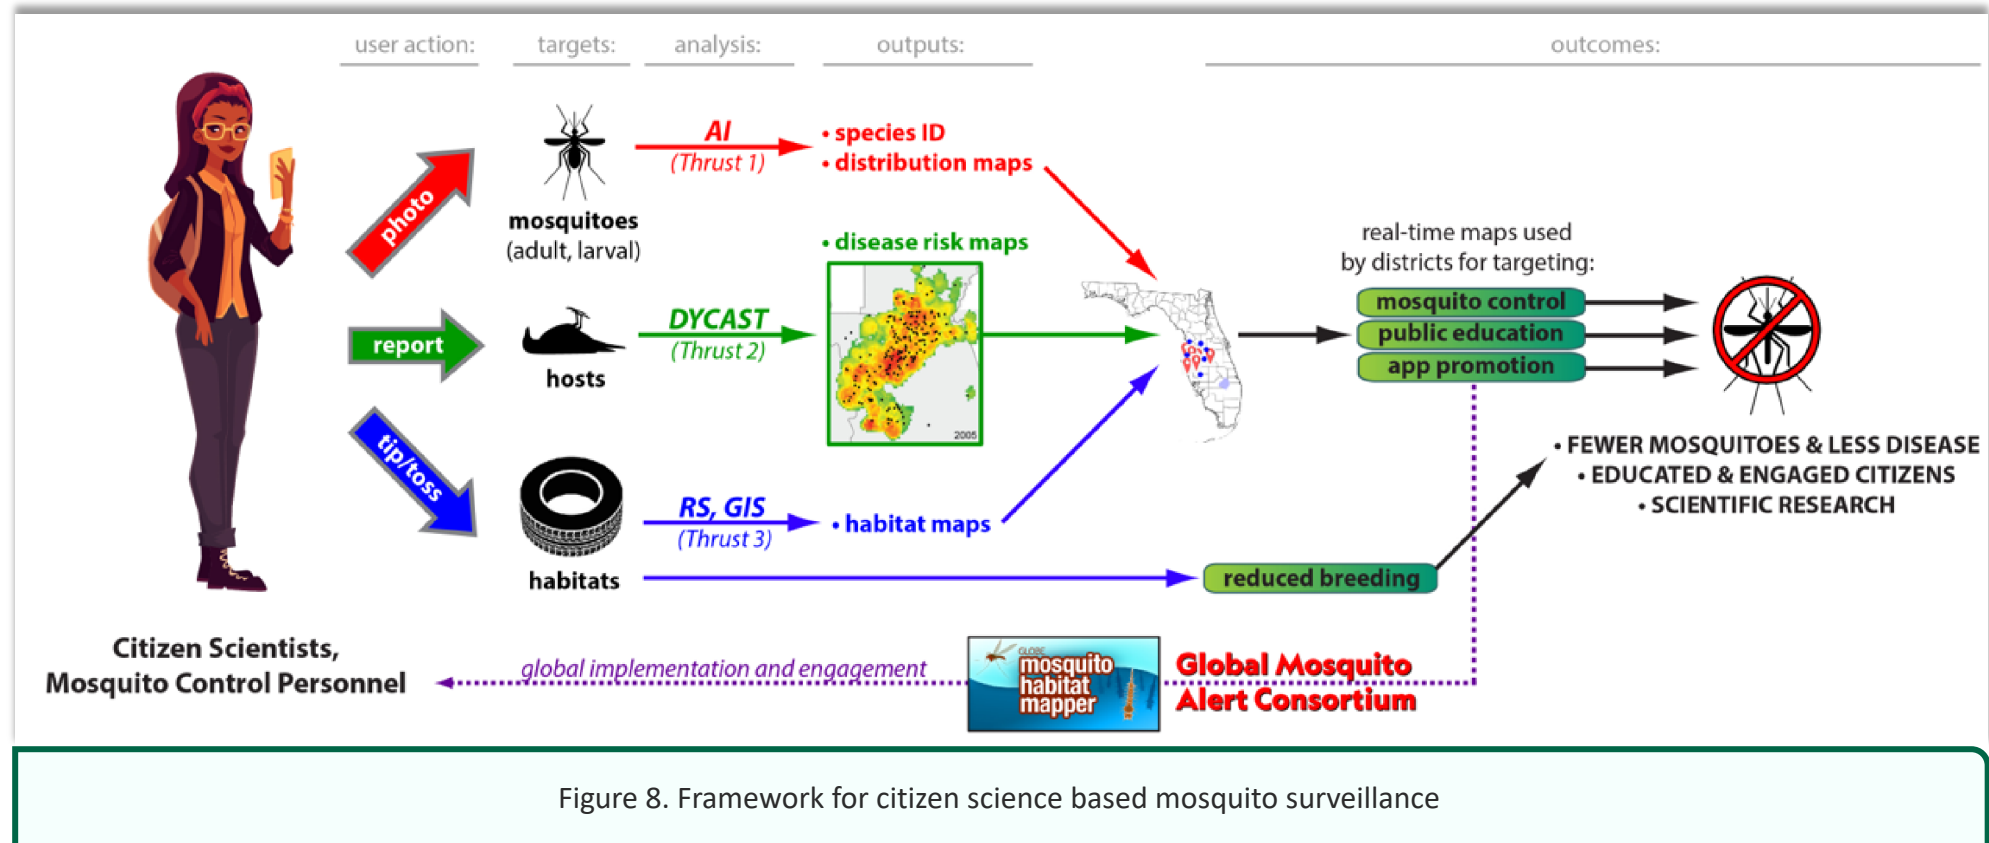 user action:
targets:
analysis:
outputs:
outcomes:
photo
mosquitoes
(adult, larval)
AI
(Thrust 1)
• species ID
• distribution maps
report
hosts
DYCAST
(Thrust 2)
• disease risk maps
2005
tip/toss
habitats
RS, GIS
(Thrust 3)
• habitat maps
real-time maps used
by districts for targeting:
mosquito control
public education
app promotion
reduced breeding
• FEWER MOSQUITOES & LESS DISEASE
• EDUCATED & ENGAGED CITIZENS
• SCIENTIFIC RESEARCH
Citizen Scientists,
Mosquito Control Personnel
global implementation and engagement
GLOBE
mosquito
habitat
mapper
Global Mosquito
Alert Consortium
Figure 8. Framework for citizen science based mosquito surveillance